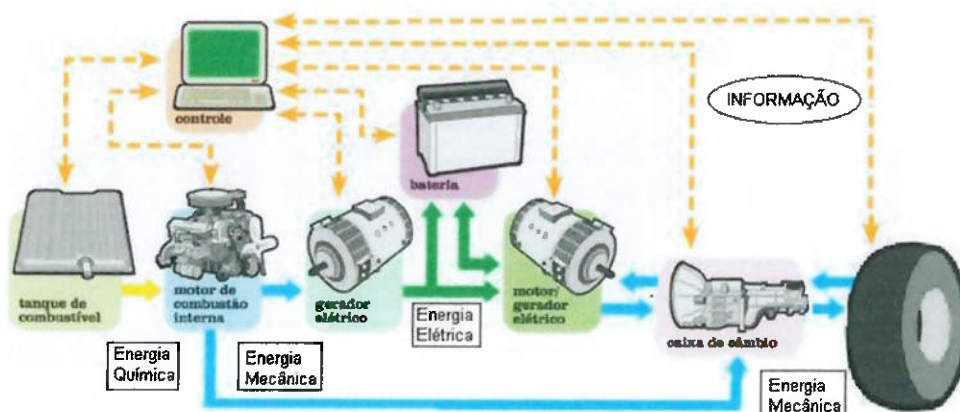 controle
INFORMAÇÃO
bateria
tanque de
combustível
motor de
combustão
interna
gerador
elétrico
Energia
Elétrica
motor/
gerador
elétrico
caixa de câmbio
Energia
Química
Energia
Mecânica
Energia
Mecânica